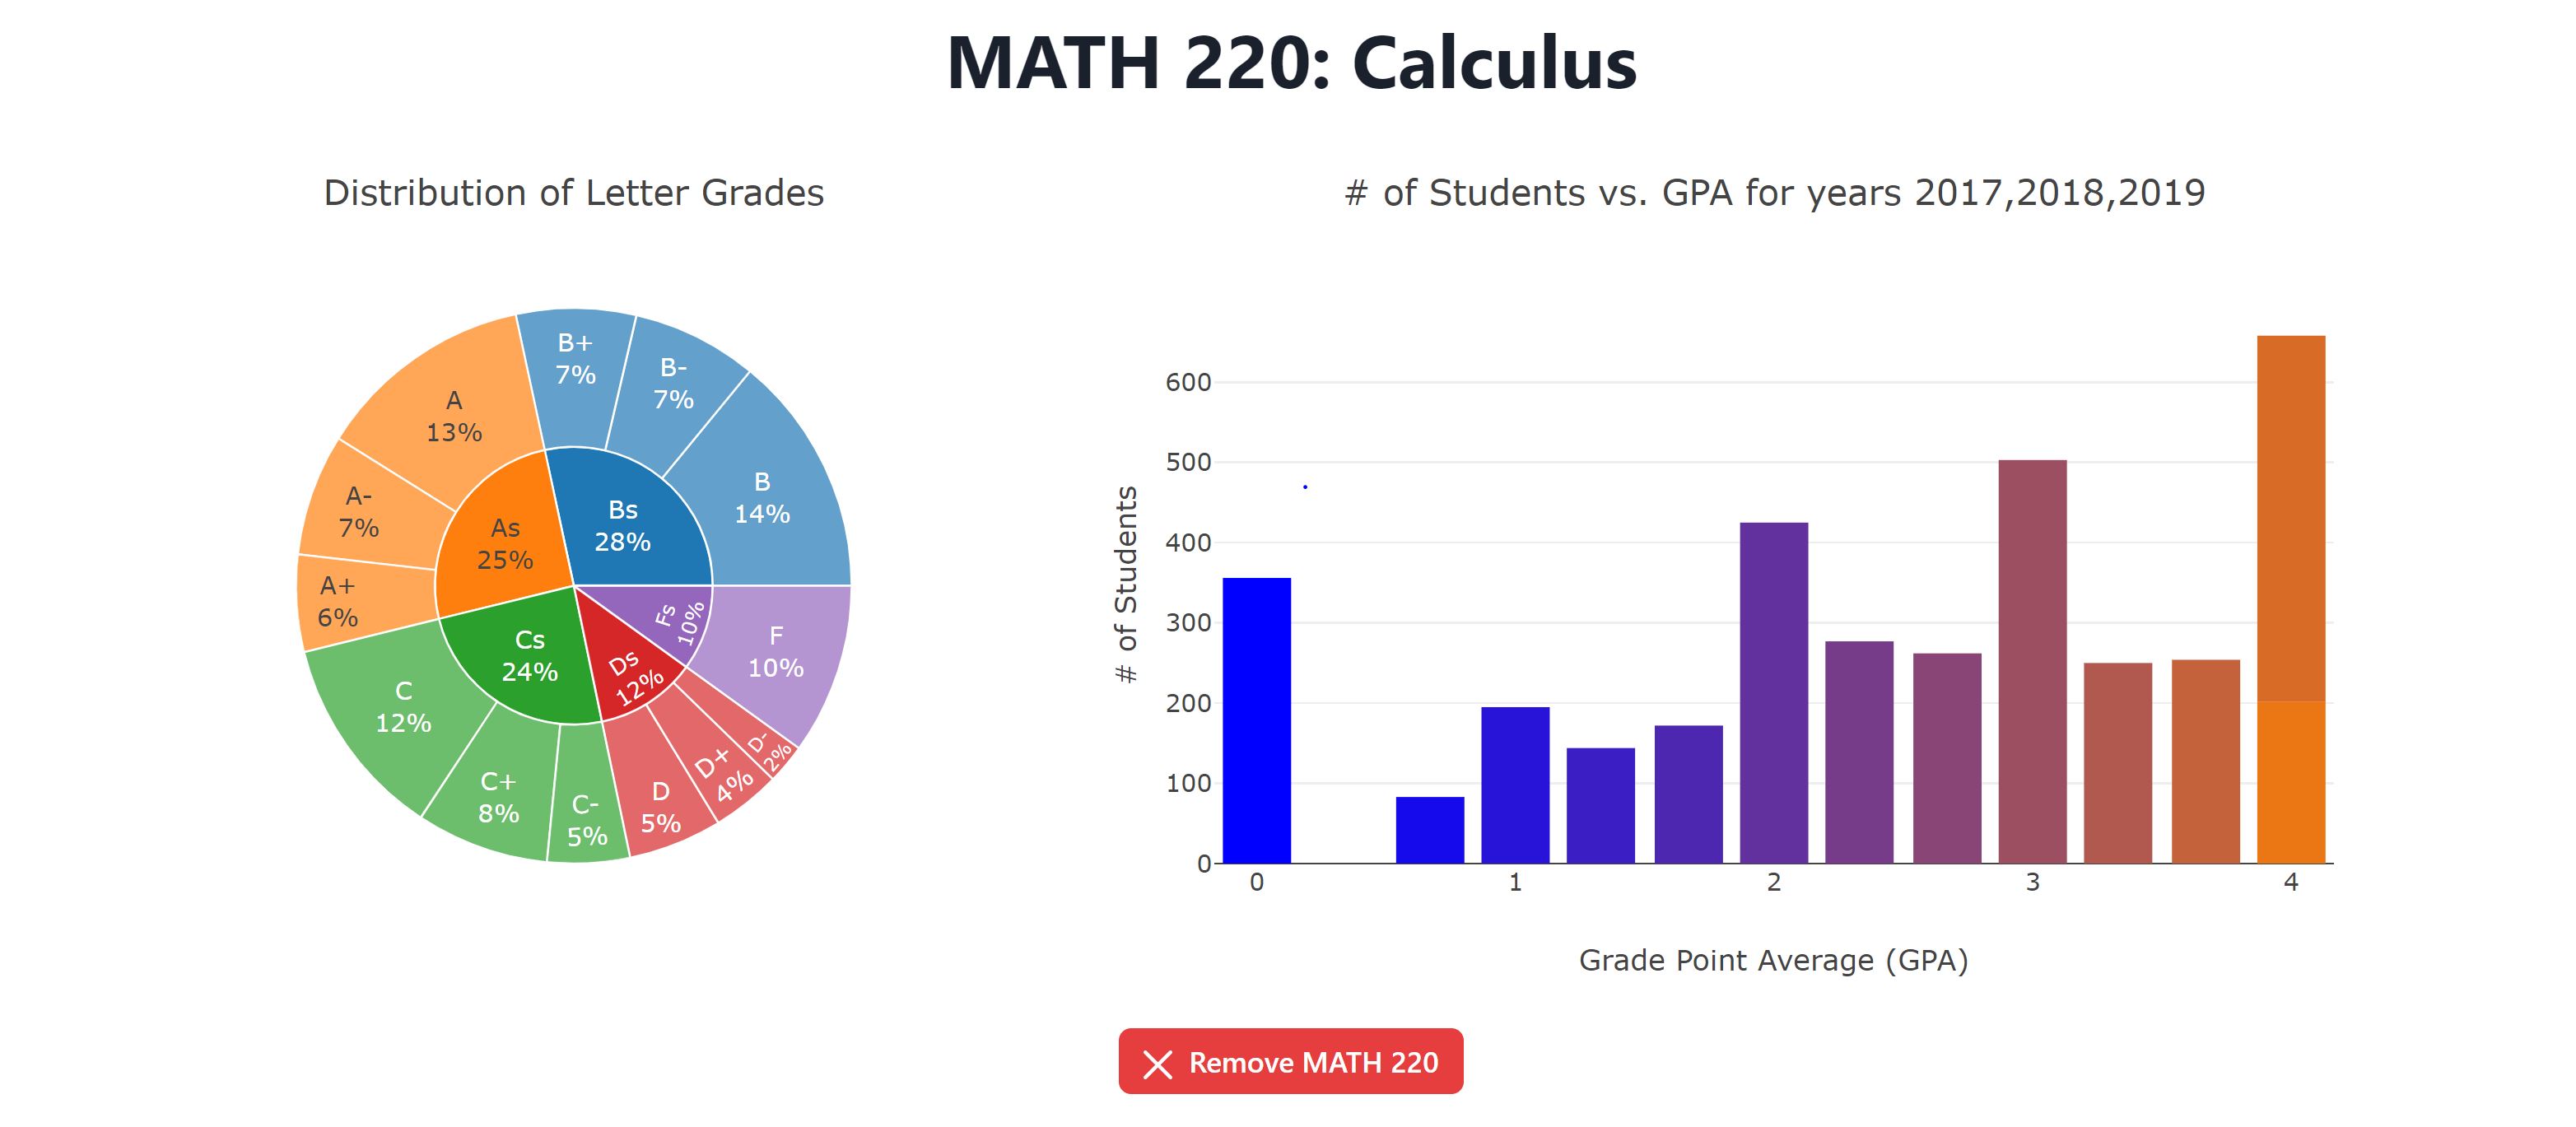 MATH 220: Calculus
Distribution of Letter Grades
B+
7%
B-
7%
B
14%
A
13%
A-
7%
A+
6%
As
25%
Bs
28%
Cs
24%
Ds
12%
Fs
10%
F
10%
D-
2%
D+
4%
D
5%
C-
5%
C+
8%
C
12%
# of Students vs. GPA for years 2017,2018,2019
# of Students
600
500
400
300
200
100
0
0 1 2 3 4
Grade Point Average (GPA)
Remove MATH 220